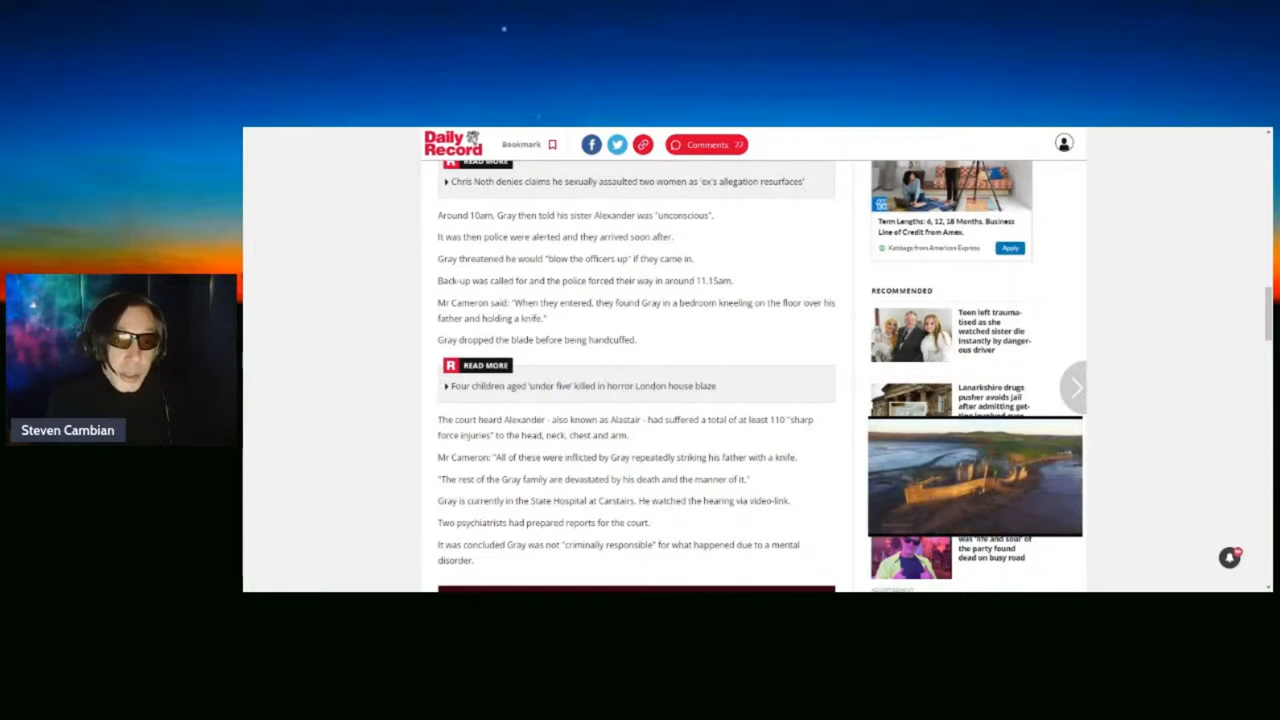 Daily
Record
Bookmark
Comments 77
READ MORE
Chris Noth denies claims he sexually assaulted two women as 'ex's allegation resurfaces'
Around 10am, Gray then told his sister Alexander was "unconscious".
It was then police were alerted and they arrived soon after.
Gray threatened he would "blow the officers up" if they came in.
Back-up was called for and the police forced their way in around 11.15am.
Mr Cameron said: "When they entered, they found Gray in a bedroom kneeling on the floor over his
father and holding a knife."
Gray dropped the blade before being handcuffed.
R READ MORE
Four children aged 'under five' killed in horror London house blaze
The court heard Alexander - also known as Alastair - had suffered a total of at least 110 "sharp
force injuries" to the head, neck, chest and arm.
Mr Cameron: "All of these were inflicted by Gray repeatedly striking his father with a knife.
"The rest of the Gray family are devastated by his death and the manner of it."
Gray is currently in the State Hospital at Carstairs. He watched the hearing via video-link.
Two psychiatrists had prepared reports for the court.
It was concluded Gray was not "criminally responsible" for what happened due to a mental
disorder.
Term Lengths: 6, 12, 18 Months. Business
Line of Credit from Amex.
Kabbage from American Express
Apply
RECOMMENDED
Teen left trauma-
tised as she
watched sister die
instantly by danger-
ous driver
Lanarkshire drugs
pusher avoids jail
after admitting get-
was 'life and soul' of
the party found
dead on busy road
ADVERTISEMENT
Steven Cambian